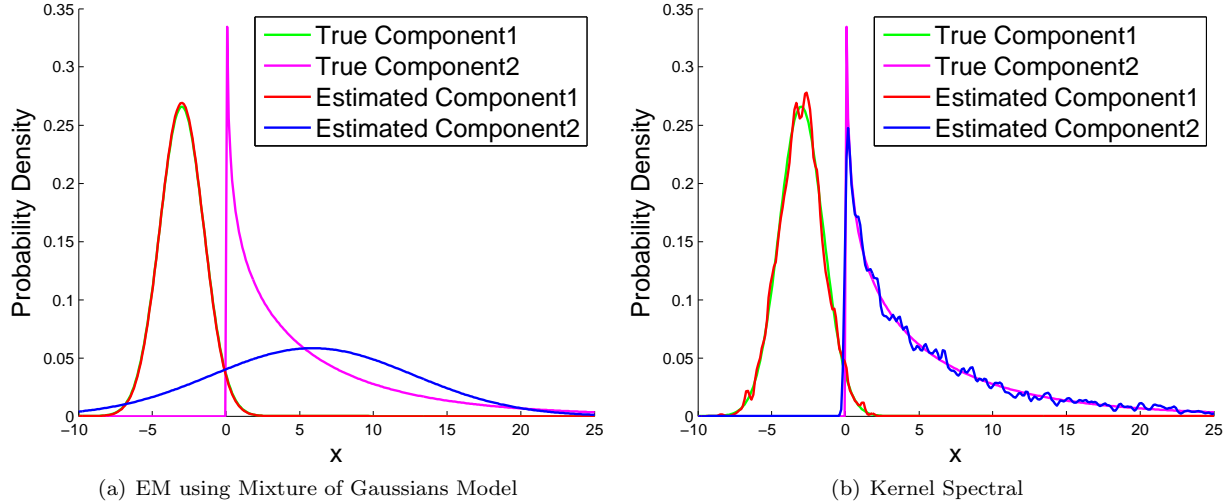 0.35
0.3
0.25
0.2
0.15
0.1
0.05
0
Probability Density
True Component1
True Component2
Estimated Component1
Estimated Component2
−10 −5 0 5 10 15 20 25
x
(a) EM using Mixture of Gaussians Model
0.35
0.3
0.25
0.2
0.15
0.1
0.05
0
Probability Density
True Component1
True Component2
Estimated Component1
Estimated Component2
−10 −5 0 5 10 15 20 25
x
(b) Kernel Spectral